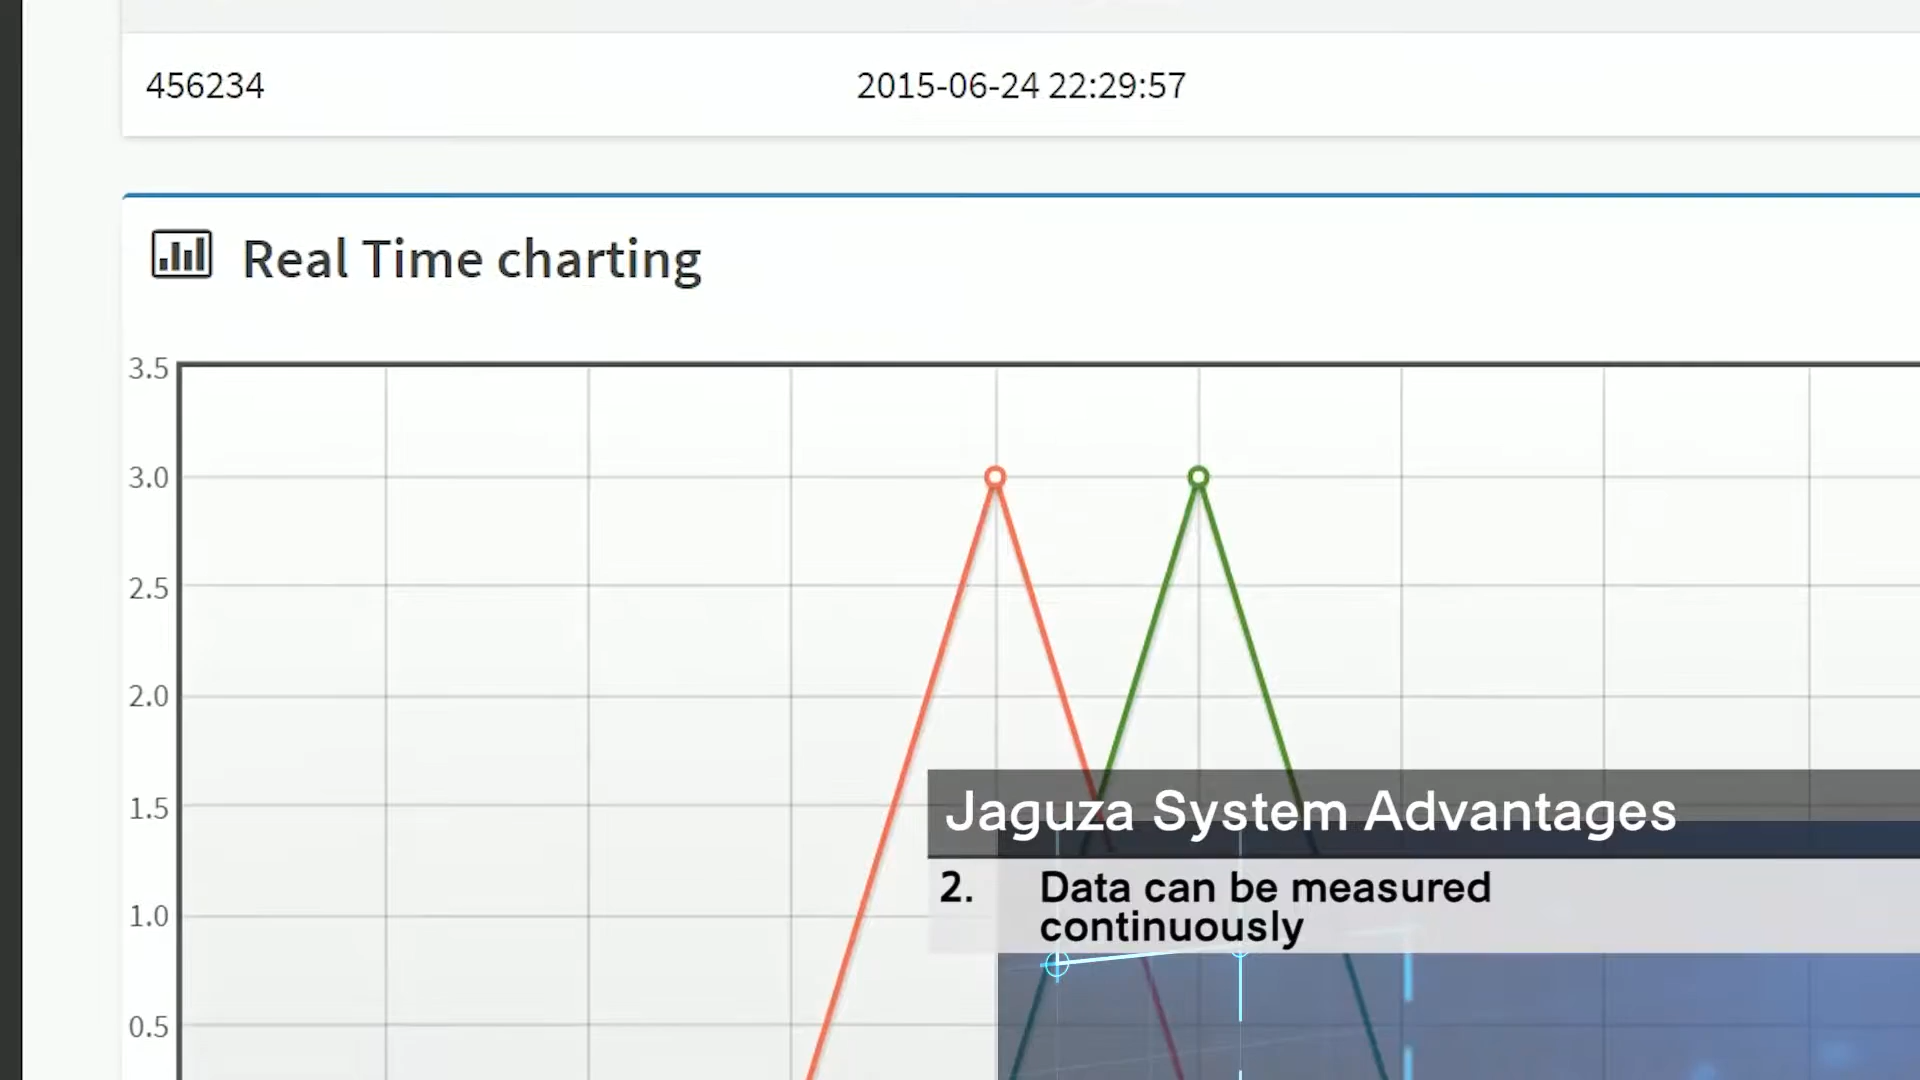 456234 2015-06-24 22:29:57
Real Time charting
3.5
3.0
2.5
2.0
1.5
1.0
0.5
Jaguza System Advantages
2. Data can be measured
continuously